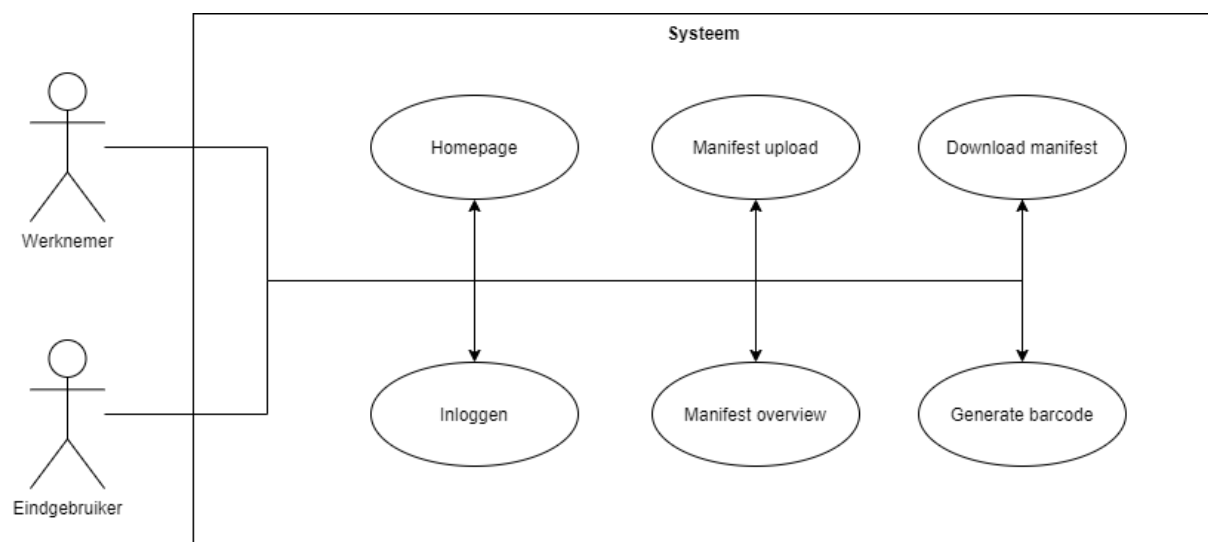 Systeem
Homepage
Manifest upload
Download manifest
Werknemer
Inloggen
Manifest overview
Generate barcode
Eindgebruiker